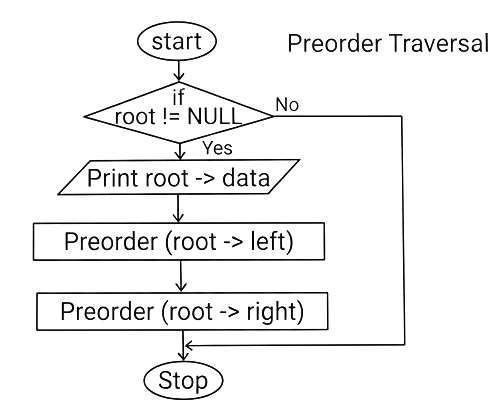 start
Preorder Traversal
if
root != NULL
No
Yes
Print root -> data
Preorder (root -> left)
Preorder (root -> right)
Stop